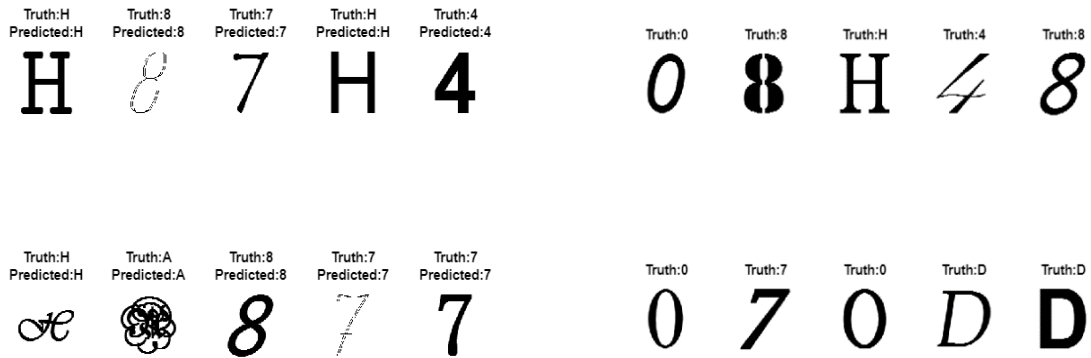 Truth:H Truth:8 Truth:7 Truth:H Truth:4
Predicted:H Predicted:8 Predicted:7 Predicted:H Predicted:4
Truth:0 Truth:8 Truth:H Truth:4 Truth:8
H 8 7 H 4 0 8 H 4 8
Truth:H Truth:A Truth:8 Truth:7 Truth:7
Predicted:H Predicted:A Predicted:8 Predicted:7 Predicted:7
Truth:0 Truth:7 Truth:0 Truth:D Truth:D
H A 8 7 7 0 7 0 D D